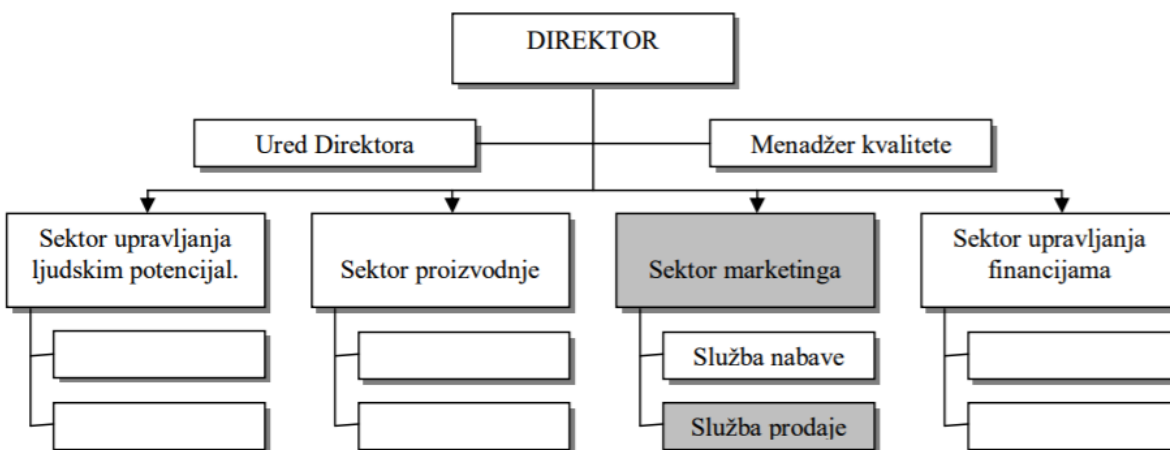 DIREKTOR
Ured Direktora
Menadžer kvalitete
Sektor upravljanja
ljudskim potencijal.
Sektor proizvodnje
Sektor marketinga
Sektor upravljanja
financijama
Služba nabave
Služba prodaje